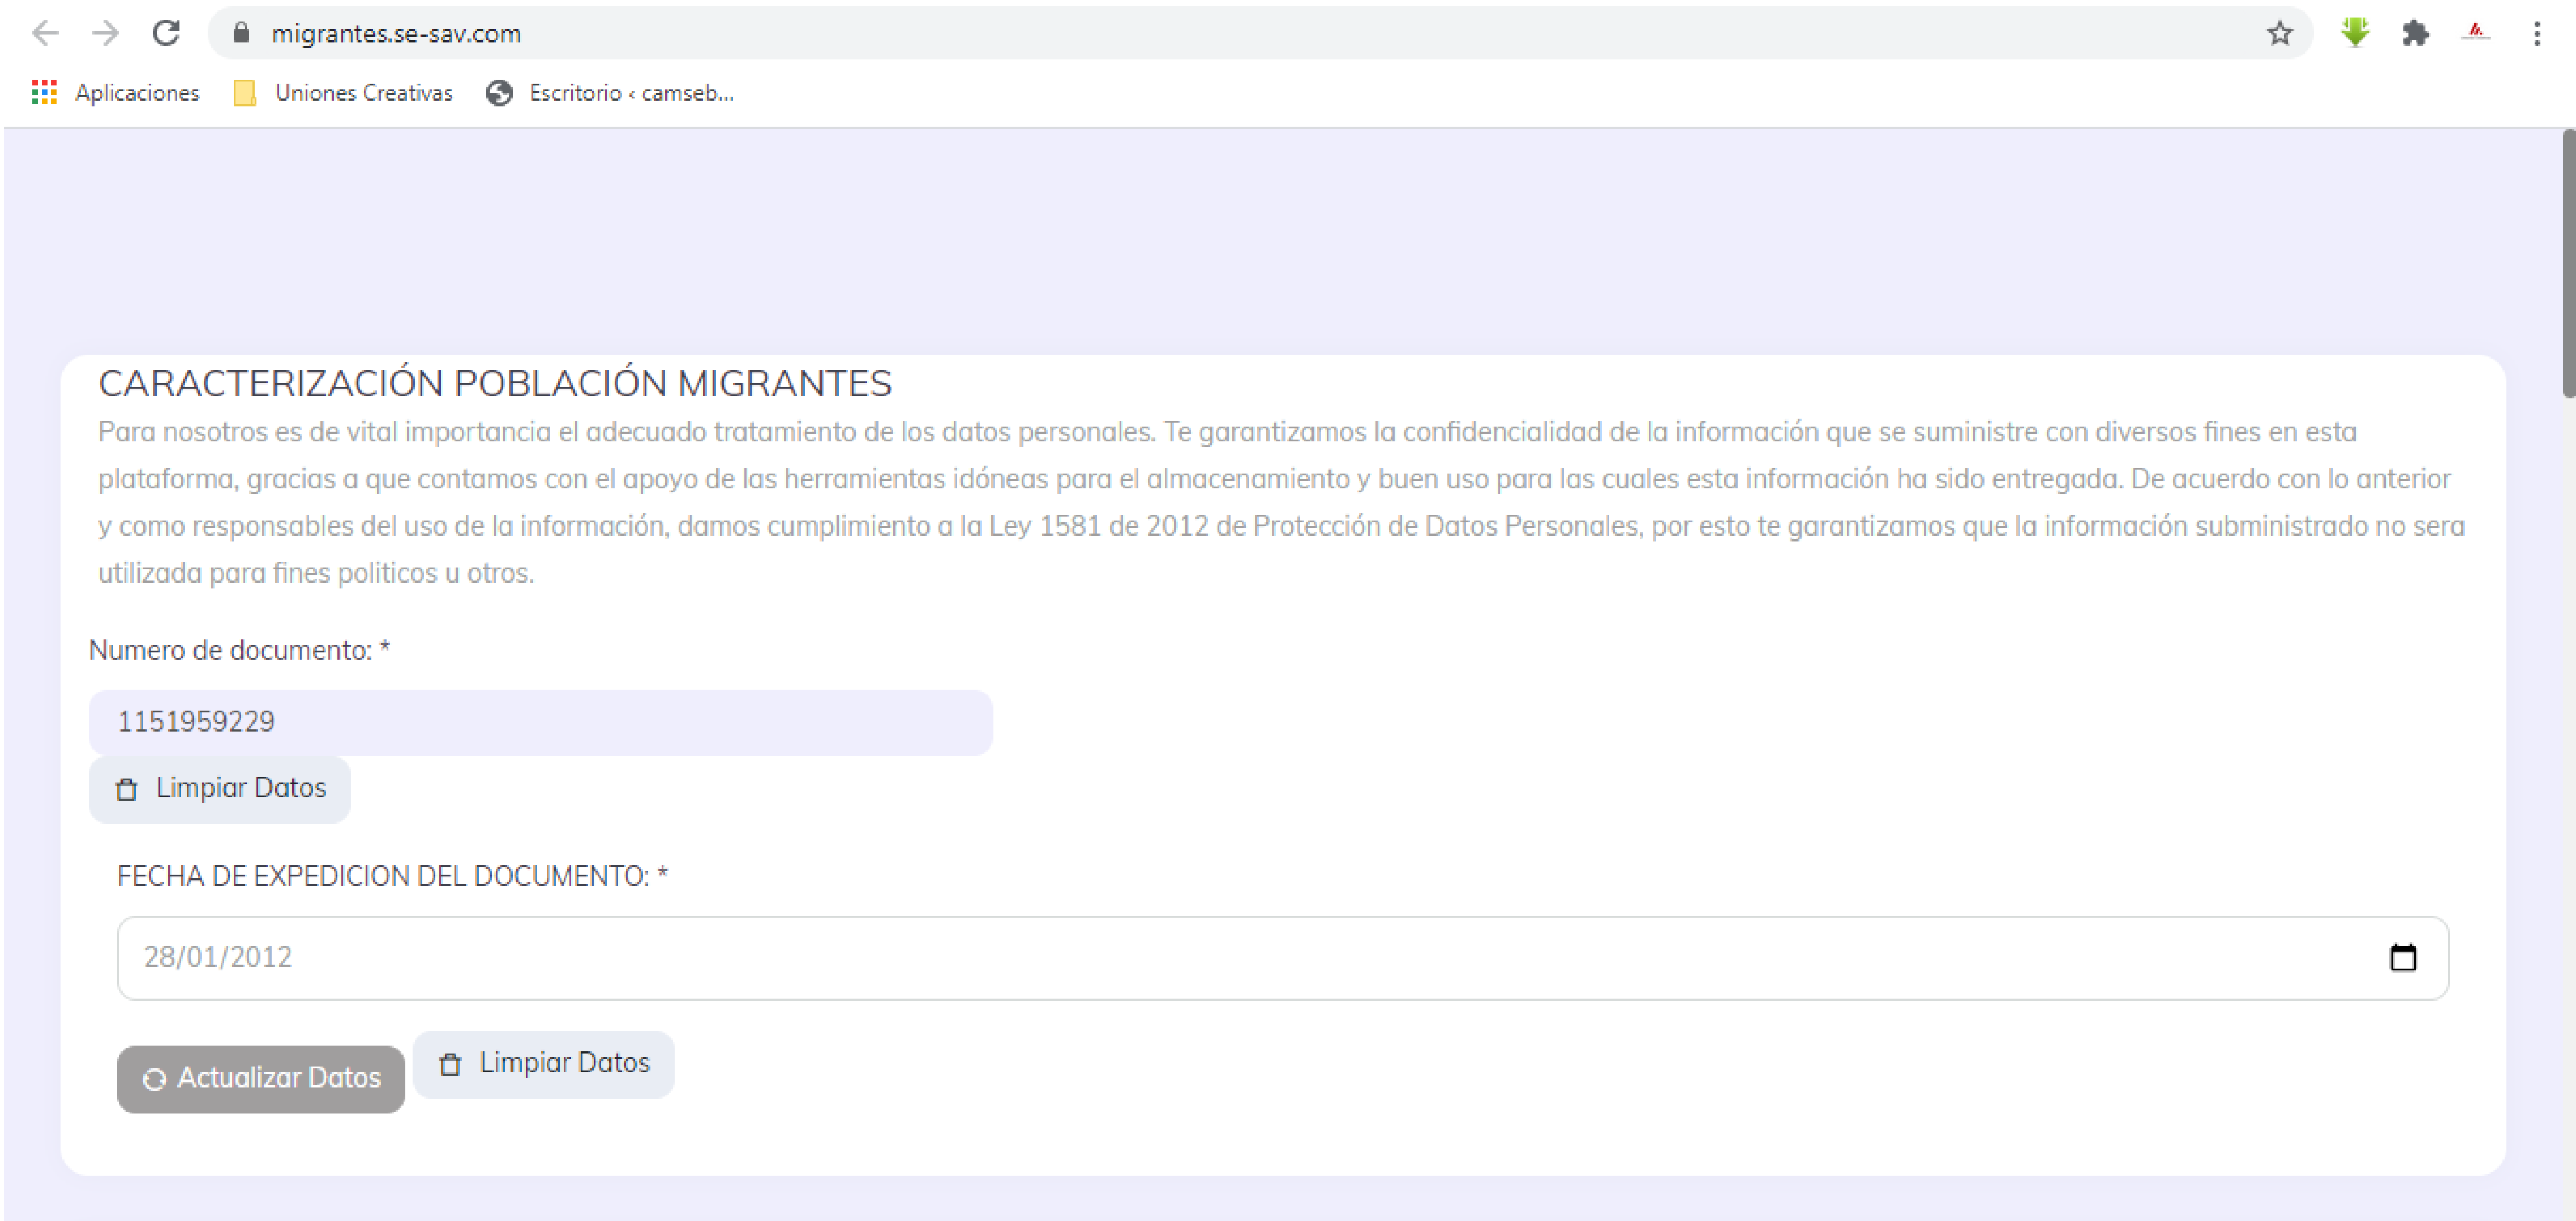 migrantes.se-sav.com
Aplicaciones Uniones Creativas Escritorio ‹ camseb...
CARACTERIZACIÓN POBLACIÓN MIGRANTES
Para nosotros es de vital importancia el adecuado tratamiento de los datos personales. Te garantizamos la confidencialidad de la información que se suministre con diversos fines en esta
plataforma, gracias a que contamos con el apoyo de las herramientas idóneas para el almacenamiento y buen uso para las cuales esta información ha sido entregada. De acuerdo con lo anterior
y como responsables del uso de la información, damos cumplimiento a la Ley 1581 de 2012 de Protección de Datos Personales, por esto te garantizamos que la información subministrado no sera
utilizada para fines politicos u otros.
Numero de documento: *
1151959229
Limpiar Datos
FECHA DE EXPEDICION DEL DOCUMENTO: *
28/01/2012
Actualizar Datos Limpiar Datos